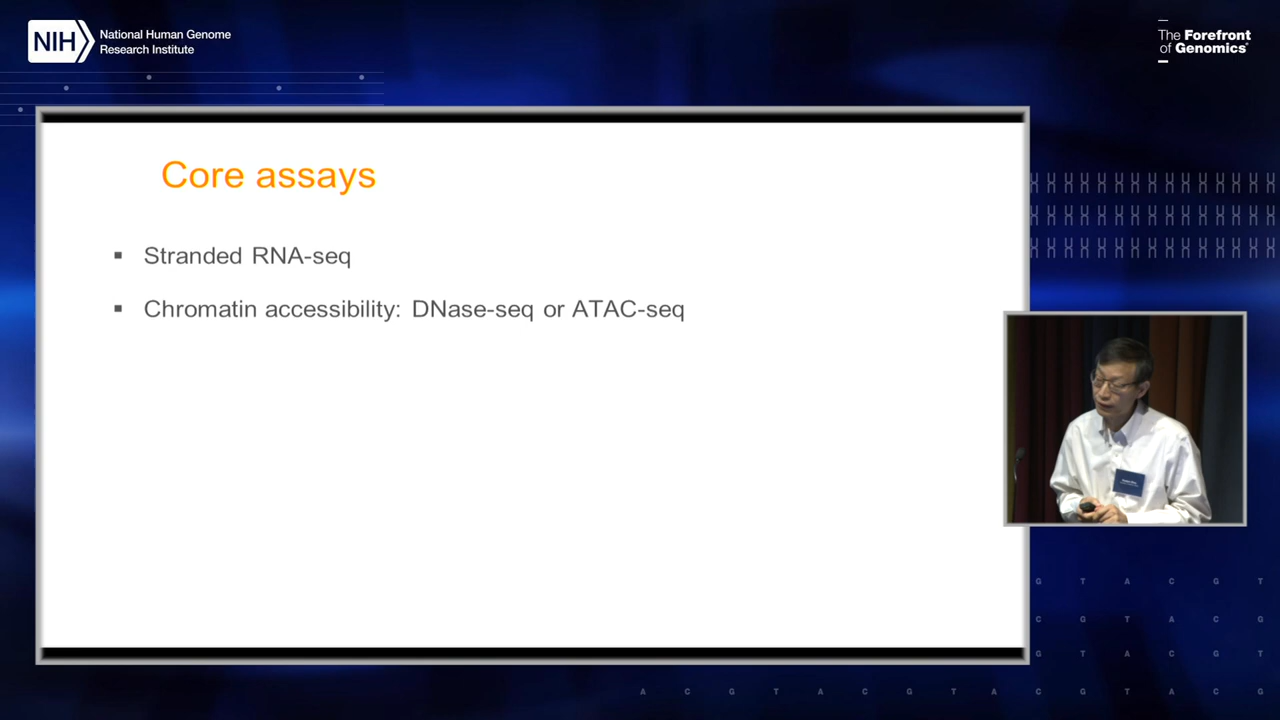 NIH
National Human Genome
Research Institute
The Forefront
of Genomics®
Core assays
▪ Stranded RNA-seq
▪ Chromatin accessibility: DNase-seq or ATAC-seq
G T A C G T
C G T A C G
G T A C G T
A C G T A C G T A C G T A C G